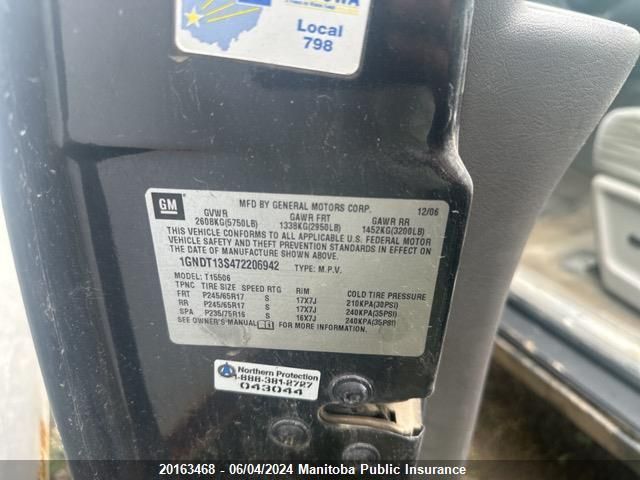 Local
798
GM
MFD BY GENERAL MOTORS CORP. 12/06
GVWR GAWR FRT GAWR RR
2608KG(5750LB) 1338KG(2950LB) 1452KG(3200LB)
THIS VEHICLE CONFORMS TO ALL APPLICABLE U.S. FEDERAL MOTOR
VEHICLE SAFETY AND THEFT PREVENTION STANDARDS IN EFFECT
ON THE DATE OF MANUFACTURE SHOWN ABOVE.
1GNDT13S472206942 TYPE: M.P.V.
MODEL: T15506
TPNC TIRE SIZE SPEED RTG RIM COLD TIRE PRESSURE
FRT P245/65R17 S 17X7J 210KPA(30PSI)
RR P245/65R17 S 17X7J 240KPA(35PSI)
SPA P235/75R16 S 16X7J 240KPA(35PSI)
SEE OWNER'S MANUAL FOR MORE INFORMATION.
Northern Protection
1-888-381-2727
043044
20163468 - 06/04/2024 Manitoba Public Insurance